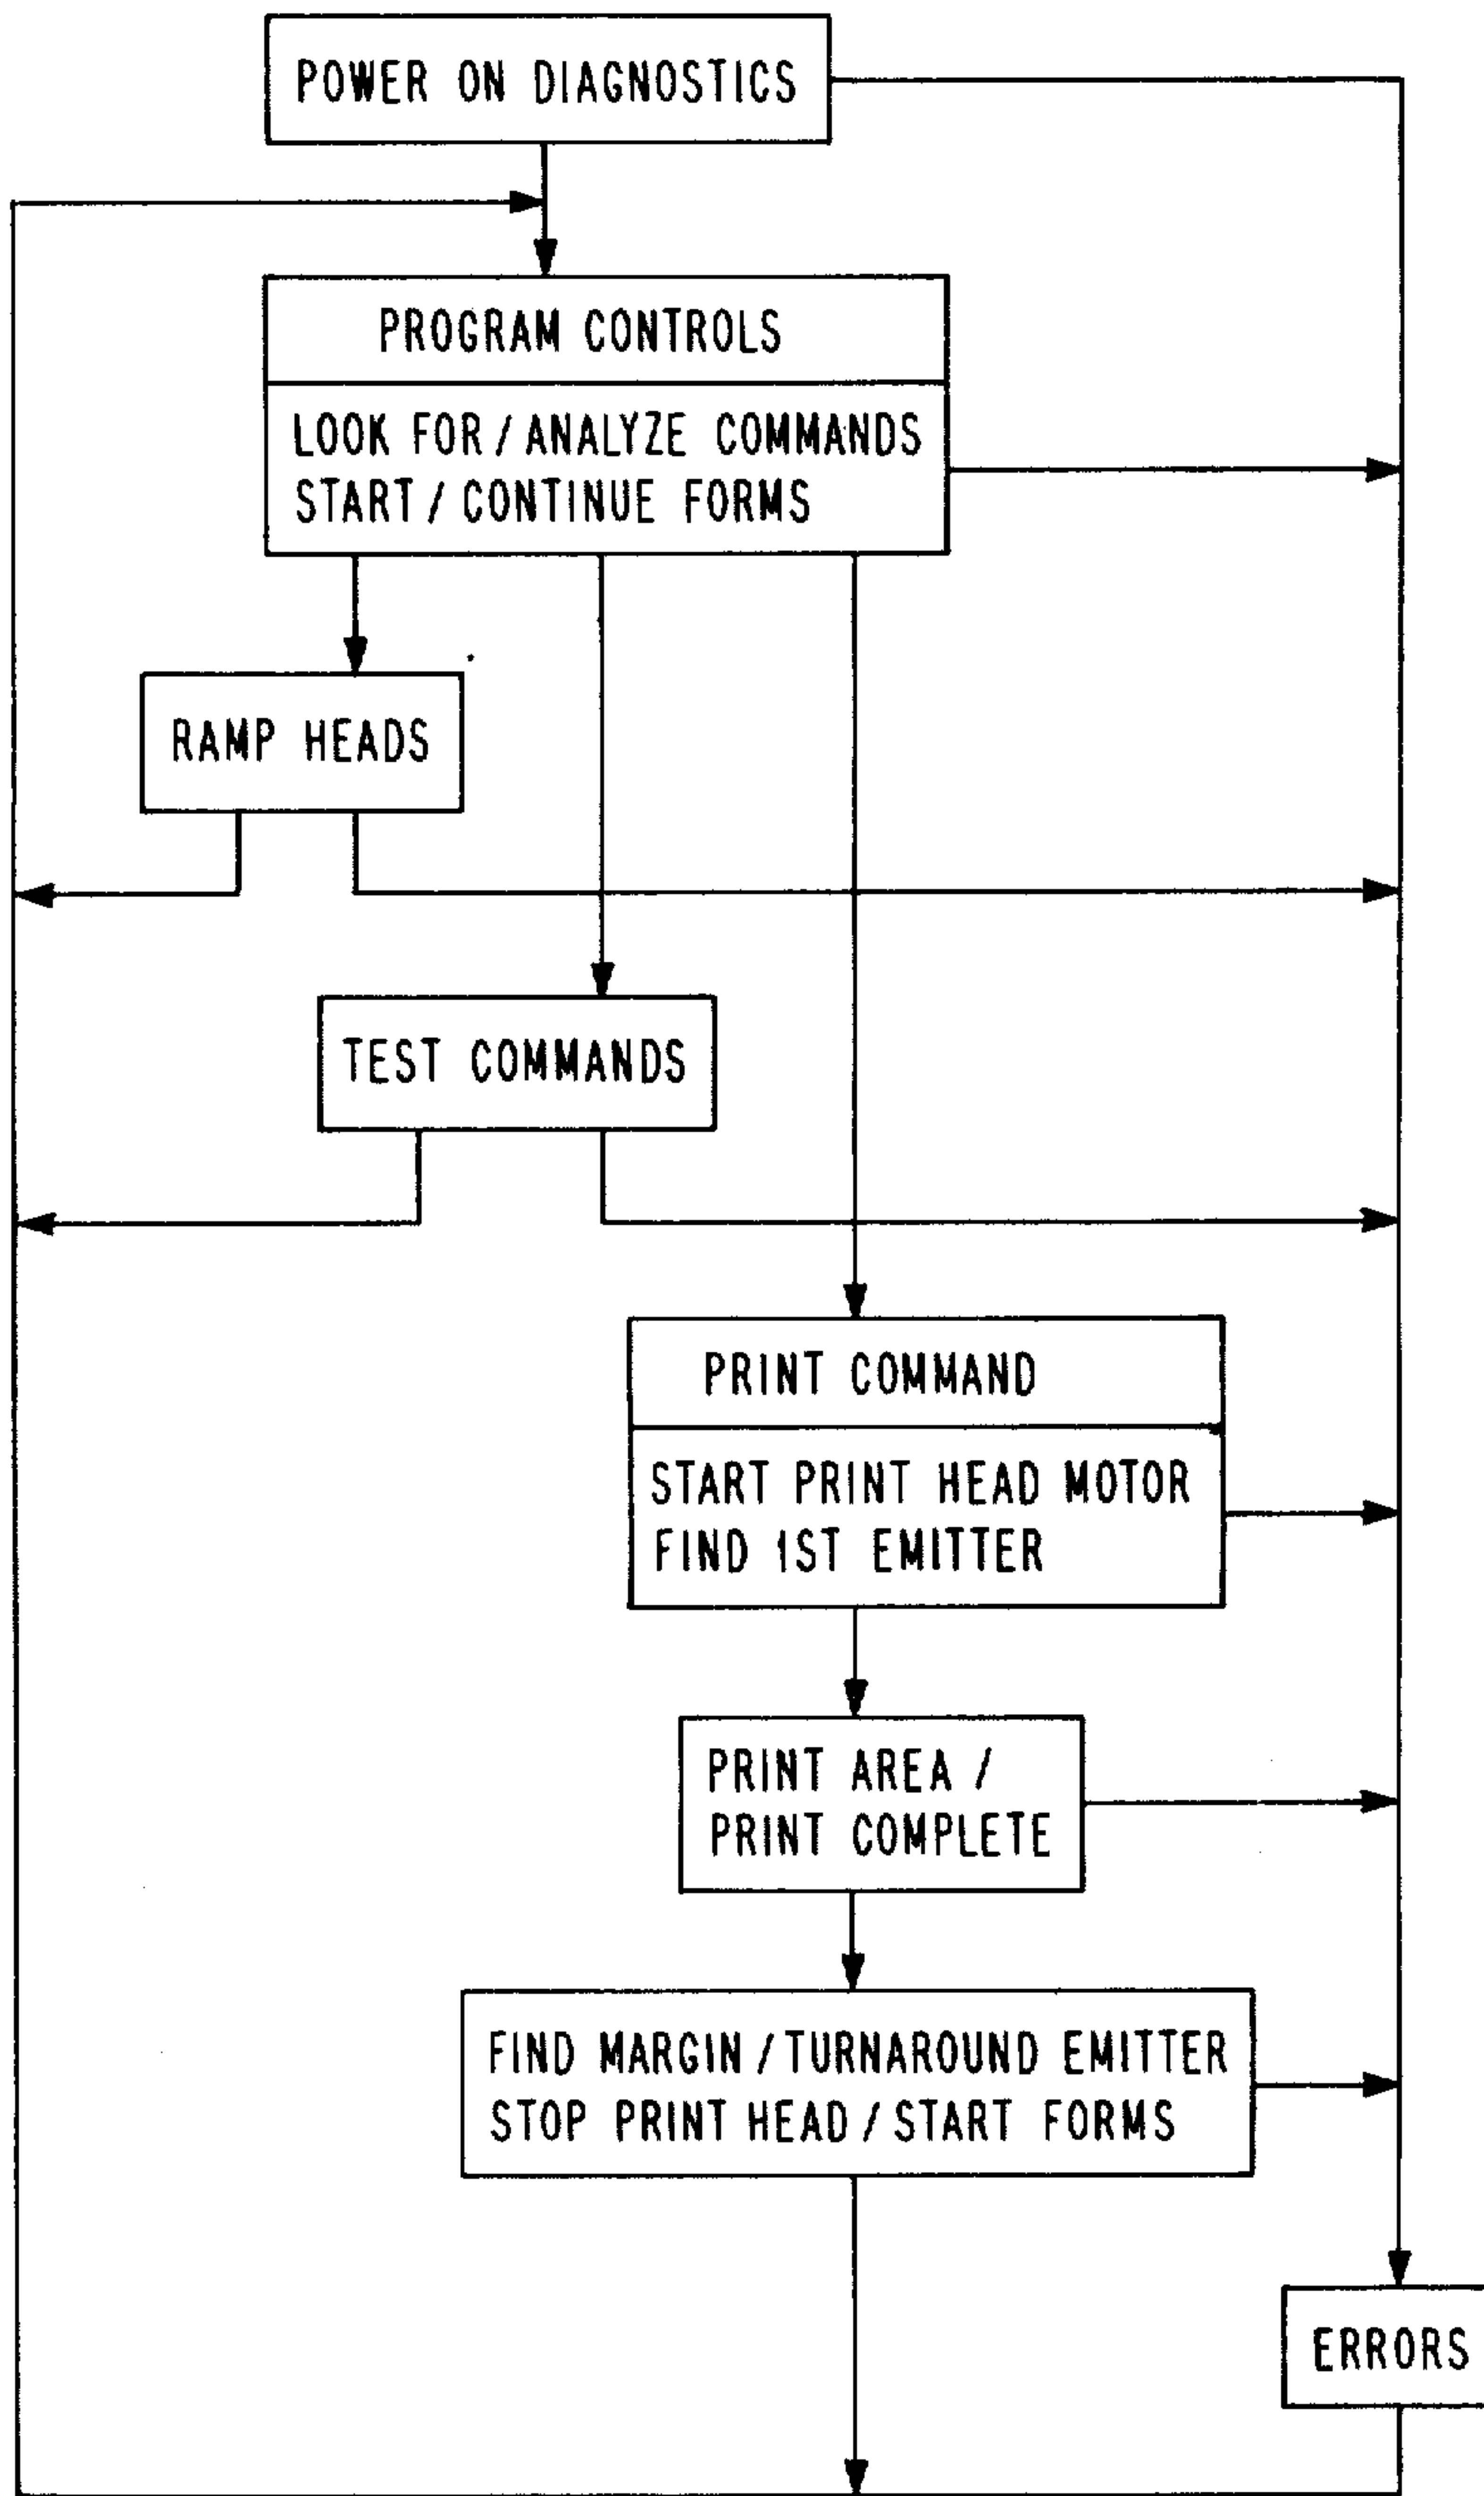 POWER ON DIAGNOSTICS
PROGRAM CONTROLS
LOOK FOR / ANALYZE COMMANDS
START / CONTINUE FORMS
RAMP HEADS
TEST COMMANDS
PRINT COMMAND
START PRINT HEAD MOTOR
FIND 1ST EMITTER
PRINT AREA /
PRINT COMPLETE
FIND MARGIN / TURNAROUND EMITTER
STOP PRINT HEAD / START FORMS
ERRORS